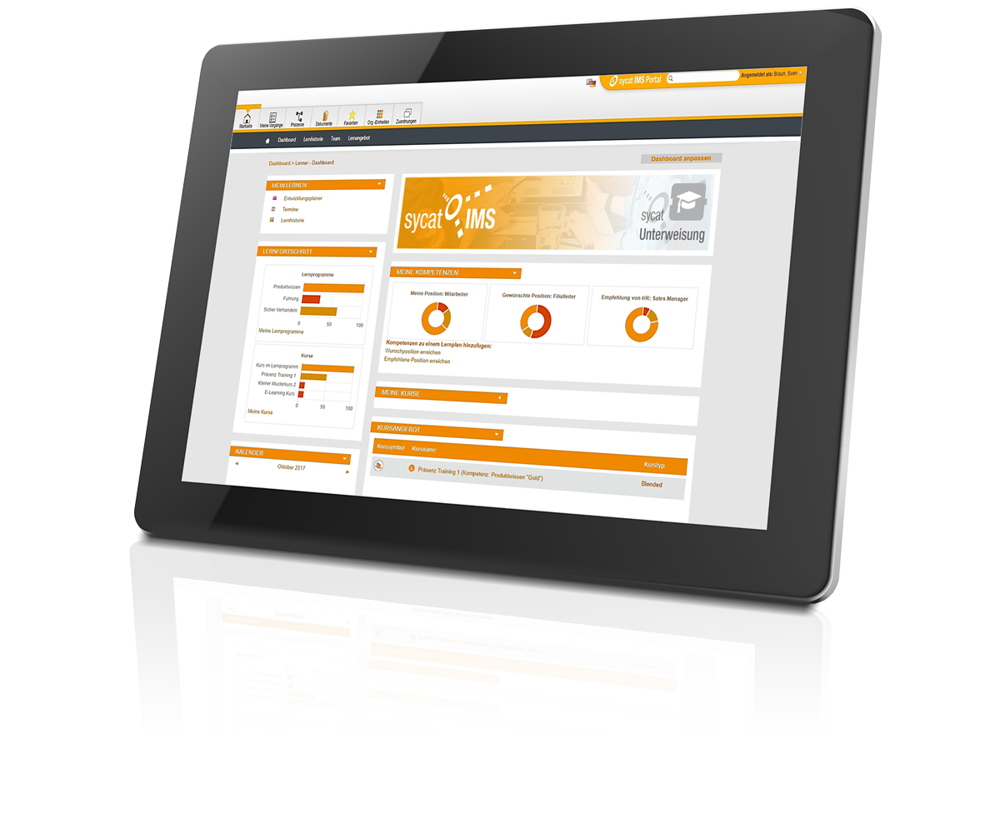 sycat IMS Portal
Angemeldet als: Braun, Sven
Startseite
Meine Vorgänge
Prozesse
Dokumente
Favoriten
Org.-Einheiten
Zuordnungen
Dashboard
Lernhistorie
Team
Lernangebot
Dashboard > Lerner - Dashboard
Dashboard anpassen
MEIN LERNEN
Entwicklungsplaner
Termine
Lernhistorie
LERNFORTSCHRITT
Lernprogramme
Produktwissen
Führung
Sicher Verhandeln
0 50 100
Meine Lernprogramme
Kurse
Kurs im Lernprogramm
Präsenz Training 1
Kleiner Musterkurs 2
E-Learning Kurs
0 50 100
Meine Kurse
KALENDER
Oktober 2017
sycat IMS
sycat
Unterweisung
MEINE KOMPETENZEN
Meine Position: Mitarbeiter
Gewünschte Position: Filialleiter
Empfehlung von HR: Sales Manager
Kompetenzen zu einem Lernplan hinzufügen:
Wunschposition erreichen
Empfohlene Position erreichen
MEINE KURSE
KURSANGEBOT
Kurssymbol Kursname Kurstyp
Präsenz Training 1 (Kompetenz: Produktwissen "Gold") Blended